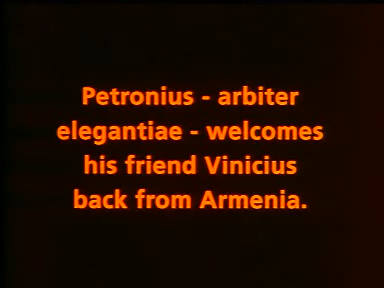 Petronius - arbiter
elegantiae - welcomes
his friend Vinicius
back from Armenia.